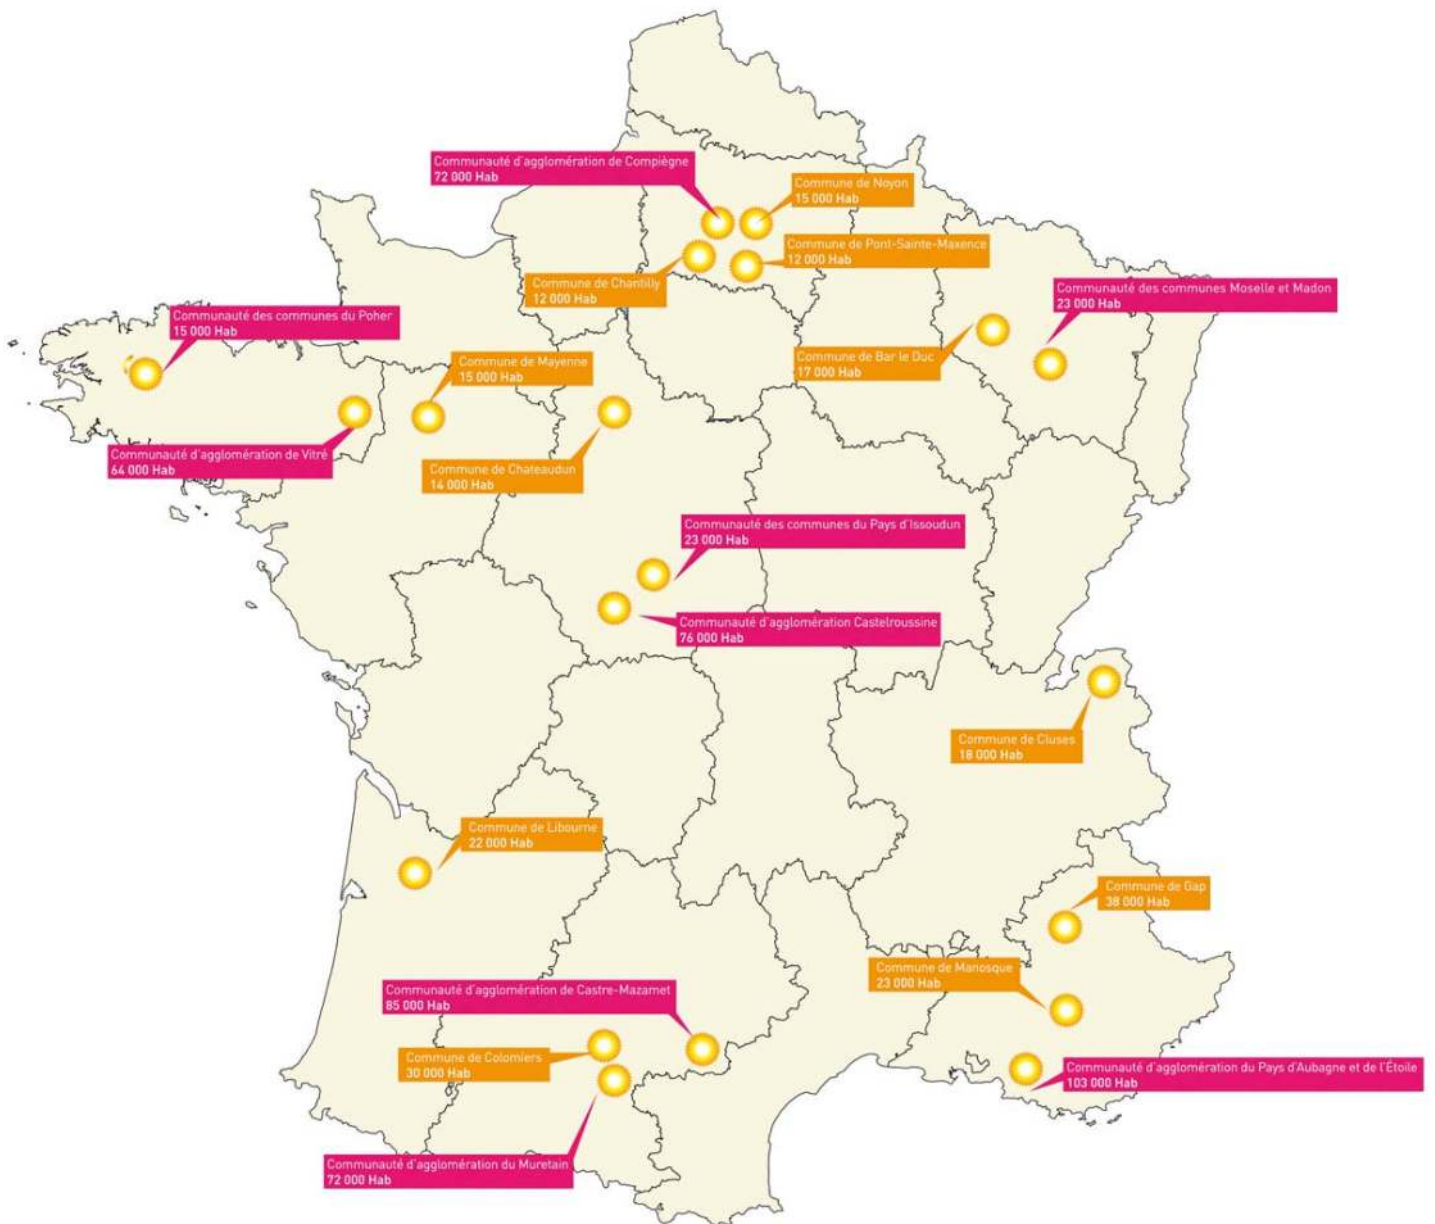 Communauté d'agglomération de Compiègne
72 000 Hab
Commune de Noyon
15 000 Hab
Commune de Pont-Sainte-Maxence
12 000 Hab
Commune de Chantilly
12 000 Hab
Communauté des communes Moselle et Madon
23 000 Hab
Communauté des communes du Poher
15 000 Hab
Commune de Bar le Duc
17 000 Hab
Commune de Mayenne
15 000 Hab
Communauté d'agglomération de Vitré
64 000 Hab
Commune de Chateaudun
14 000 Hab
Communauté des communes du Pays d'Issoudun
23 000 Hab
Communauté d'agglomération Castelroussine
76 000 Hab
Commune de Cluses
18 000 Hab
Commune de Libourne
22 000 Hab
Commune de Gap
38 000 Hab
Commune de Manosque
23 000 Hab
Communauté d'agglomération de Castre-Mazamet
85 000 Hab
Commune de Colomiers
30 000 Hab
Communauté d'agglomération du Pays d'Aubagne et de l'Étoile
103 000 Hab
Communauté d'agglomération du Muretain
72 000 Hab